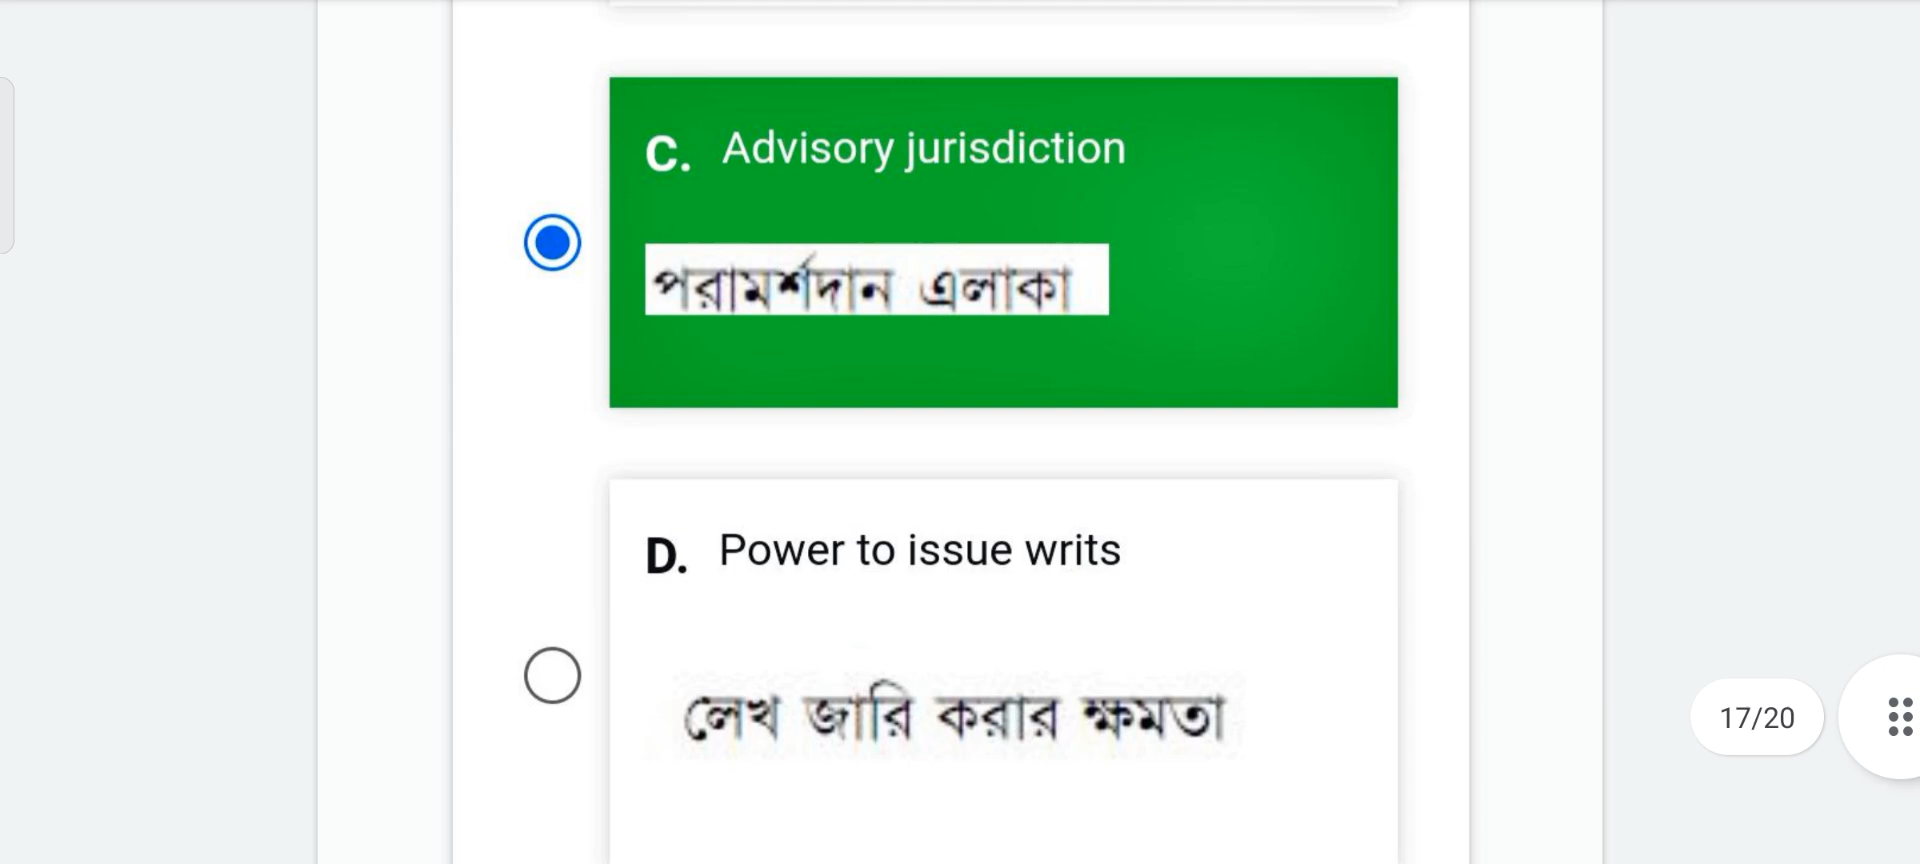 C. Advisory jurisdiction
পরামর্শদান এলাকা
D. Power to issue writs
লেখ জারি করার ক্ষমতা
17/20